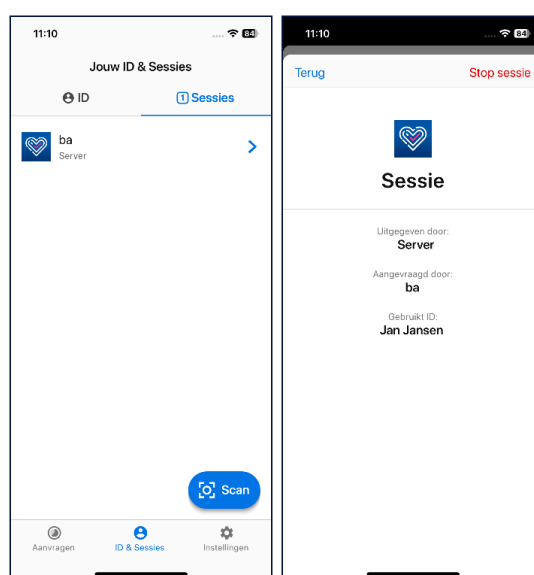 11:10
84
Jouw ID & Sessies
ID
1 Sessies
ba
Server
Scan
Aanvragen
ID & Sessies
Instellingen
11:10
84
Terug
Stop sessie
Sessie
Uitgegeven door:
Server
Aangevraagd door:
ba
Gebruikt ID:
Jan Jansen